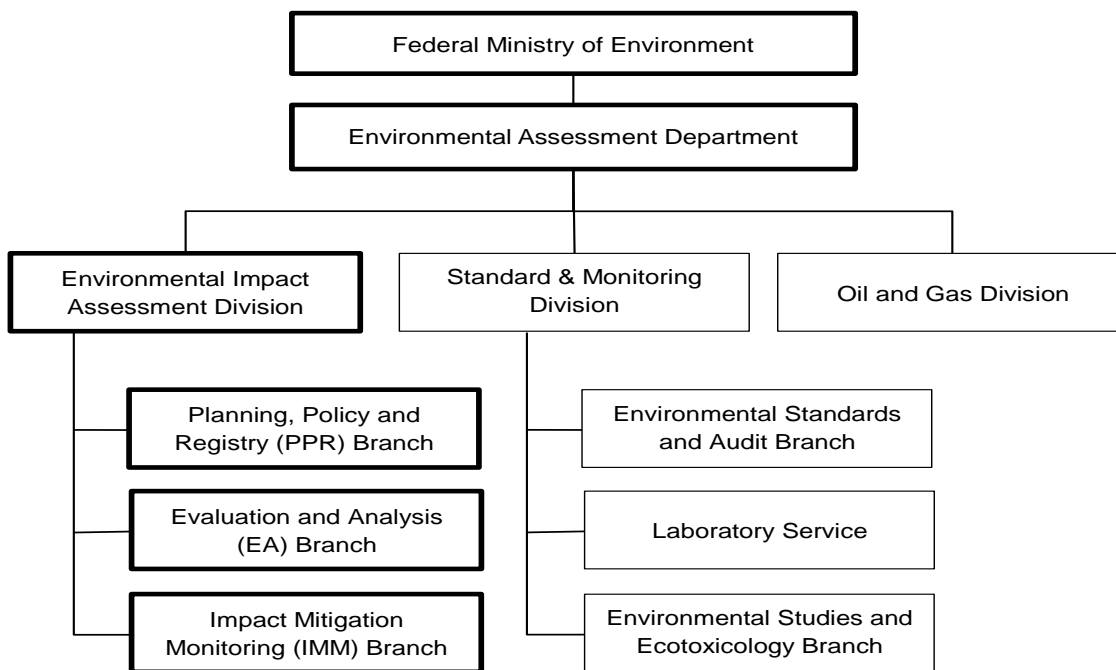 Federal Ministry of Environment
Environmental Assessment Department
Environmental Impact
Assessment Division
Standard & Monitoring
Division
Oil and Gas Division
Planning, Policy and
Registry (PPR) Branch
Evaluation and Analysis
(EA) Branch
Impact Mitigation
Monitoring (IMM) Branch
Environmental Standards
and Audit Branch
Laboratory Service
Environmental Studies and
Ecotoxicology Branch